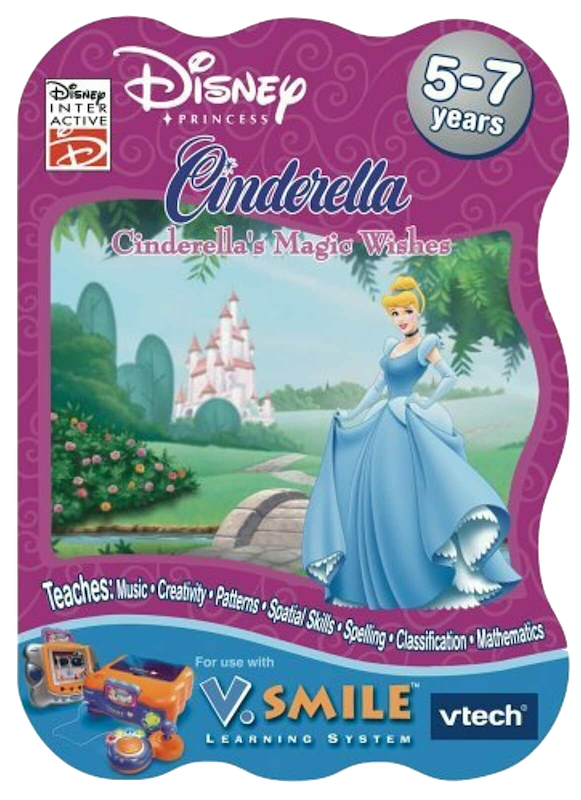 Disney
PRINCESS
Disney
INTER
ACTIVE
5-7
years
Cinderella
Cinderella's Magic Wishes
Teaches: Music • Creativity • Patterns • Spatial Skills • Spelling • Classification • Mathematics
For use with
V.SMILE™
LEARNING SYSTEM
vtech®